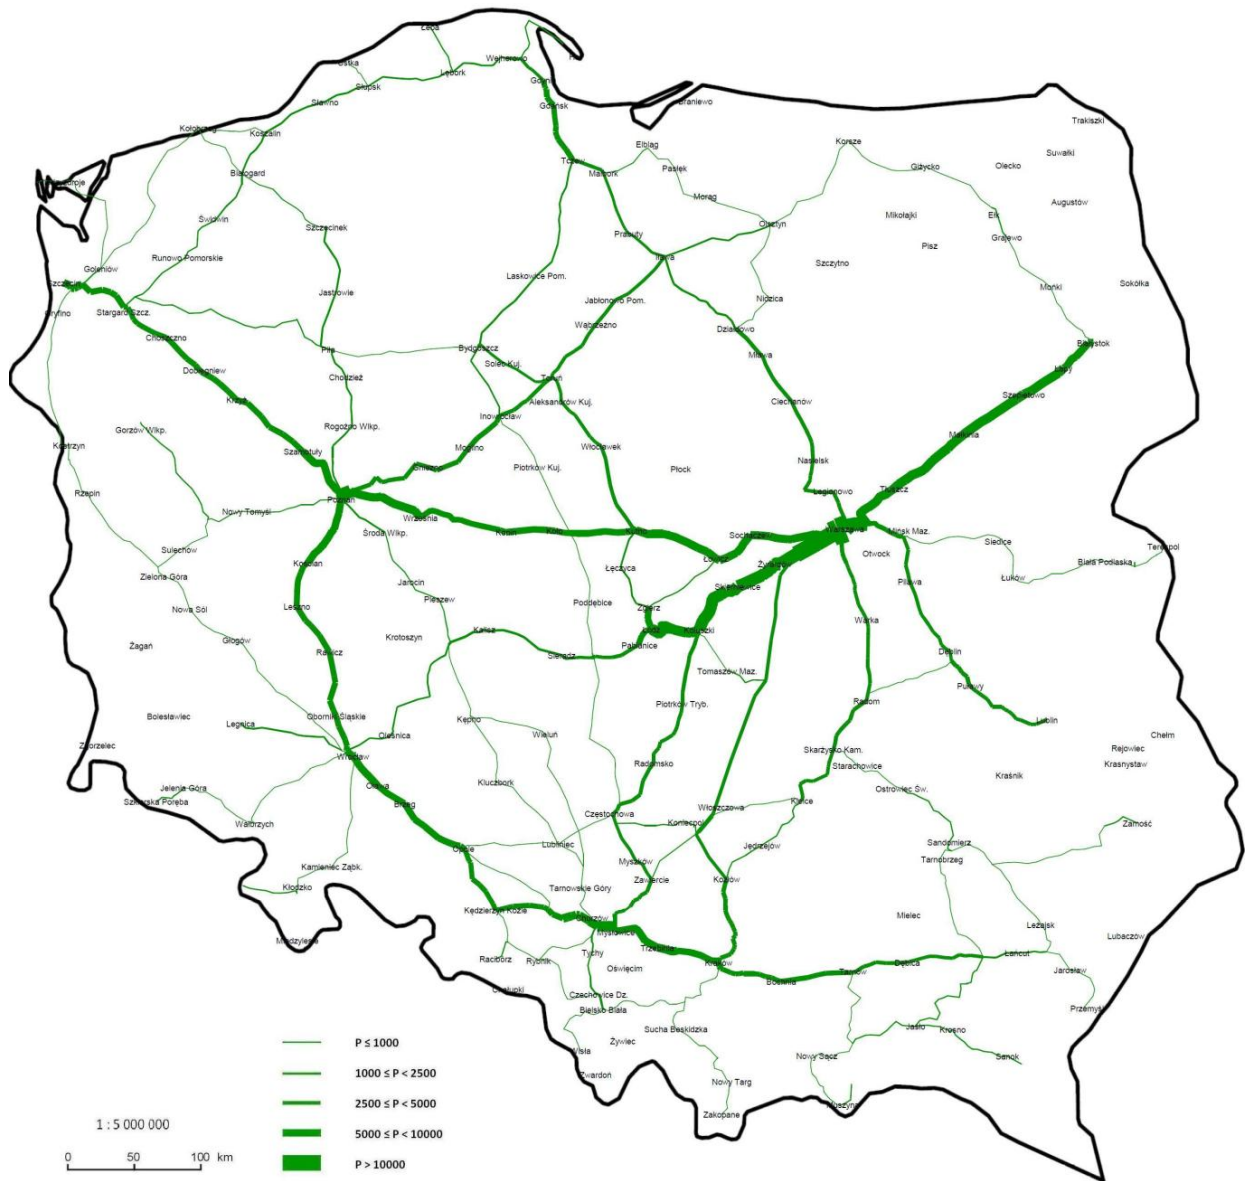 Łeba
Wejherowo
Ustka
Lębork
Słupsk
Gdynia
Sławno
Gdańsk
Braniewo
Kołobrzeg
Koszalin
Trakiszki
Elbląg
Korsze
Suwałki
Tczew
Malbork
Pasłęk
Giżycko
Olecko
Białogard
Morąg
Augustów
Świdwin
Szczecinek
Prabuty
Olsztyn
Mikołajki
Ełk
Grajewo
Pisz
Runowo Pomorskie
Iława
Szczytno
Goleniów
Laskowice Pom.
Szczecin
Jastrowie
Jabłonowo Pom.
Nidzica
Mońki
Sokółka
Gryfino
Stargard Szcz.
Wąbrzeźno
Działdowo
Choszczno
Piła
Bydgoszcz
Mława
Białystok
Dobiegniew
Chodzież
Solec Kuj.
Toruń
Łapy
Krzyż
Aleksandrów Kuj.
Ciechanów
Szepietowo
Gorzów Wlkp.
Rogoźno Wlkp.
Inowrocław
Kostrzyn
Szamotuły
Mogilno
Włocławek
Małkinia
Gniezno
Piotrków Kuj.
Płock
Nasielsk
Rzepin
Poznań
Legionowo
Tłuszcz
Nowy Tomyśl
Września
Środa Wlkp.
Konin
Koło
Kutno
Sochaczew
Warszawa
Mińsk Maz.
Sulechów
Otwock
Siedlce
Terespol
Kościan
Łowicz
Żyrardów
Biała Podlaska
Zielona Góra
Jarocin
Łęczyca
Skierniewice
Pilawa
Łuków
Nowa Sól
Leszno
Pleszew
Poddębice
Zgierz
Warka
Żagań
Głogów
Krotoszyn
Kalisz
Łódź
Koluszki
Rawicz
Sieradz
Pabianice
Dęblin
Tomaszów Maz.
Puławy
Bolesławiec
Oborniki Śląskie
Piotrków Tryb.
Radom
Legnica
Kępno
Lublin
Zgorzelec
Oleśnica
Wieluń
Chełm
Wrocław
Skarżysko Kam.
Rejowiec
Radomsko
Starachowice
Krasnystaw
Jelenia Góra
Oława
Kluczbork
Kraśnik
Szklarska Poręba
Brzeg
Ostrowiec Św.
Wałbrzych
Częstochowa
Włoszczowa
Kielce
Koniecpol
Zamość
Opole
Lubliniec
Jędrzejów
Sandomierz
Kamieniec Ząbk.
Myszków
Tarnobrzeg
Kłodzko
Tarnowskie Góry
Zawiercie
Kozłów
Kędzierzyn Koźle
Chorzów
Mielec
Międzylesie
Mysłowice
Leżajsk
Lubaczów
Racibórz
Rybnik
Tychy
Trzebinia
Kraków
Dębica
Łańcut
Oświęcim
Bochnia
Tarnów
Jarosław
Chałupki
Czechowice Dz.
Bielsko Biała
Przemyśl
Sucha Beskidzka
Jasło
Krosno
P ≤ 1000
Wisła
Żywiec
Nowy Sącz
Sanok
1000 ≤ P < 2500
Zwardoń
Nowy Targ
2500 ≤ P < 5000
Muszyna
Zakopane
1 : 5 000 000
5000 ≤ P < 10000
0 50 100 km
P > 10000